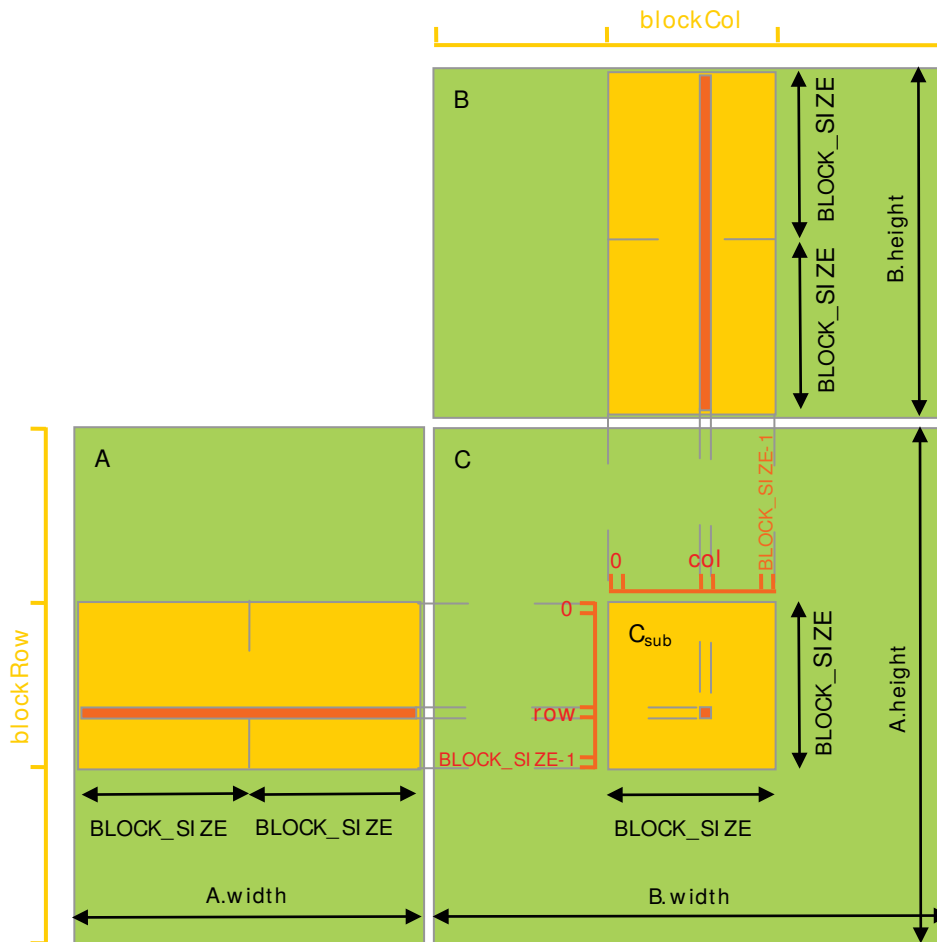 blockCol
B
BLOCK_SIZE
BLOCK_SIZE
B.height
A
C
BLOCK_SIZE-1
0
col
blockRow
0
row
BLOCK_SIZE-1
Csub
BLOCK_SIZE
A.height
BLOCK_SIZE
BLOCK_SIZE
BLOCK_SIZE
A.width
B.width